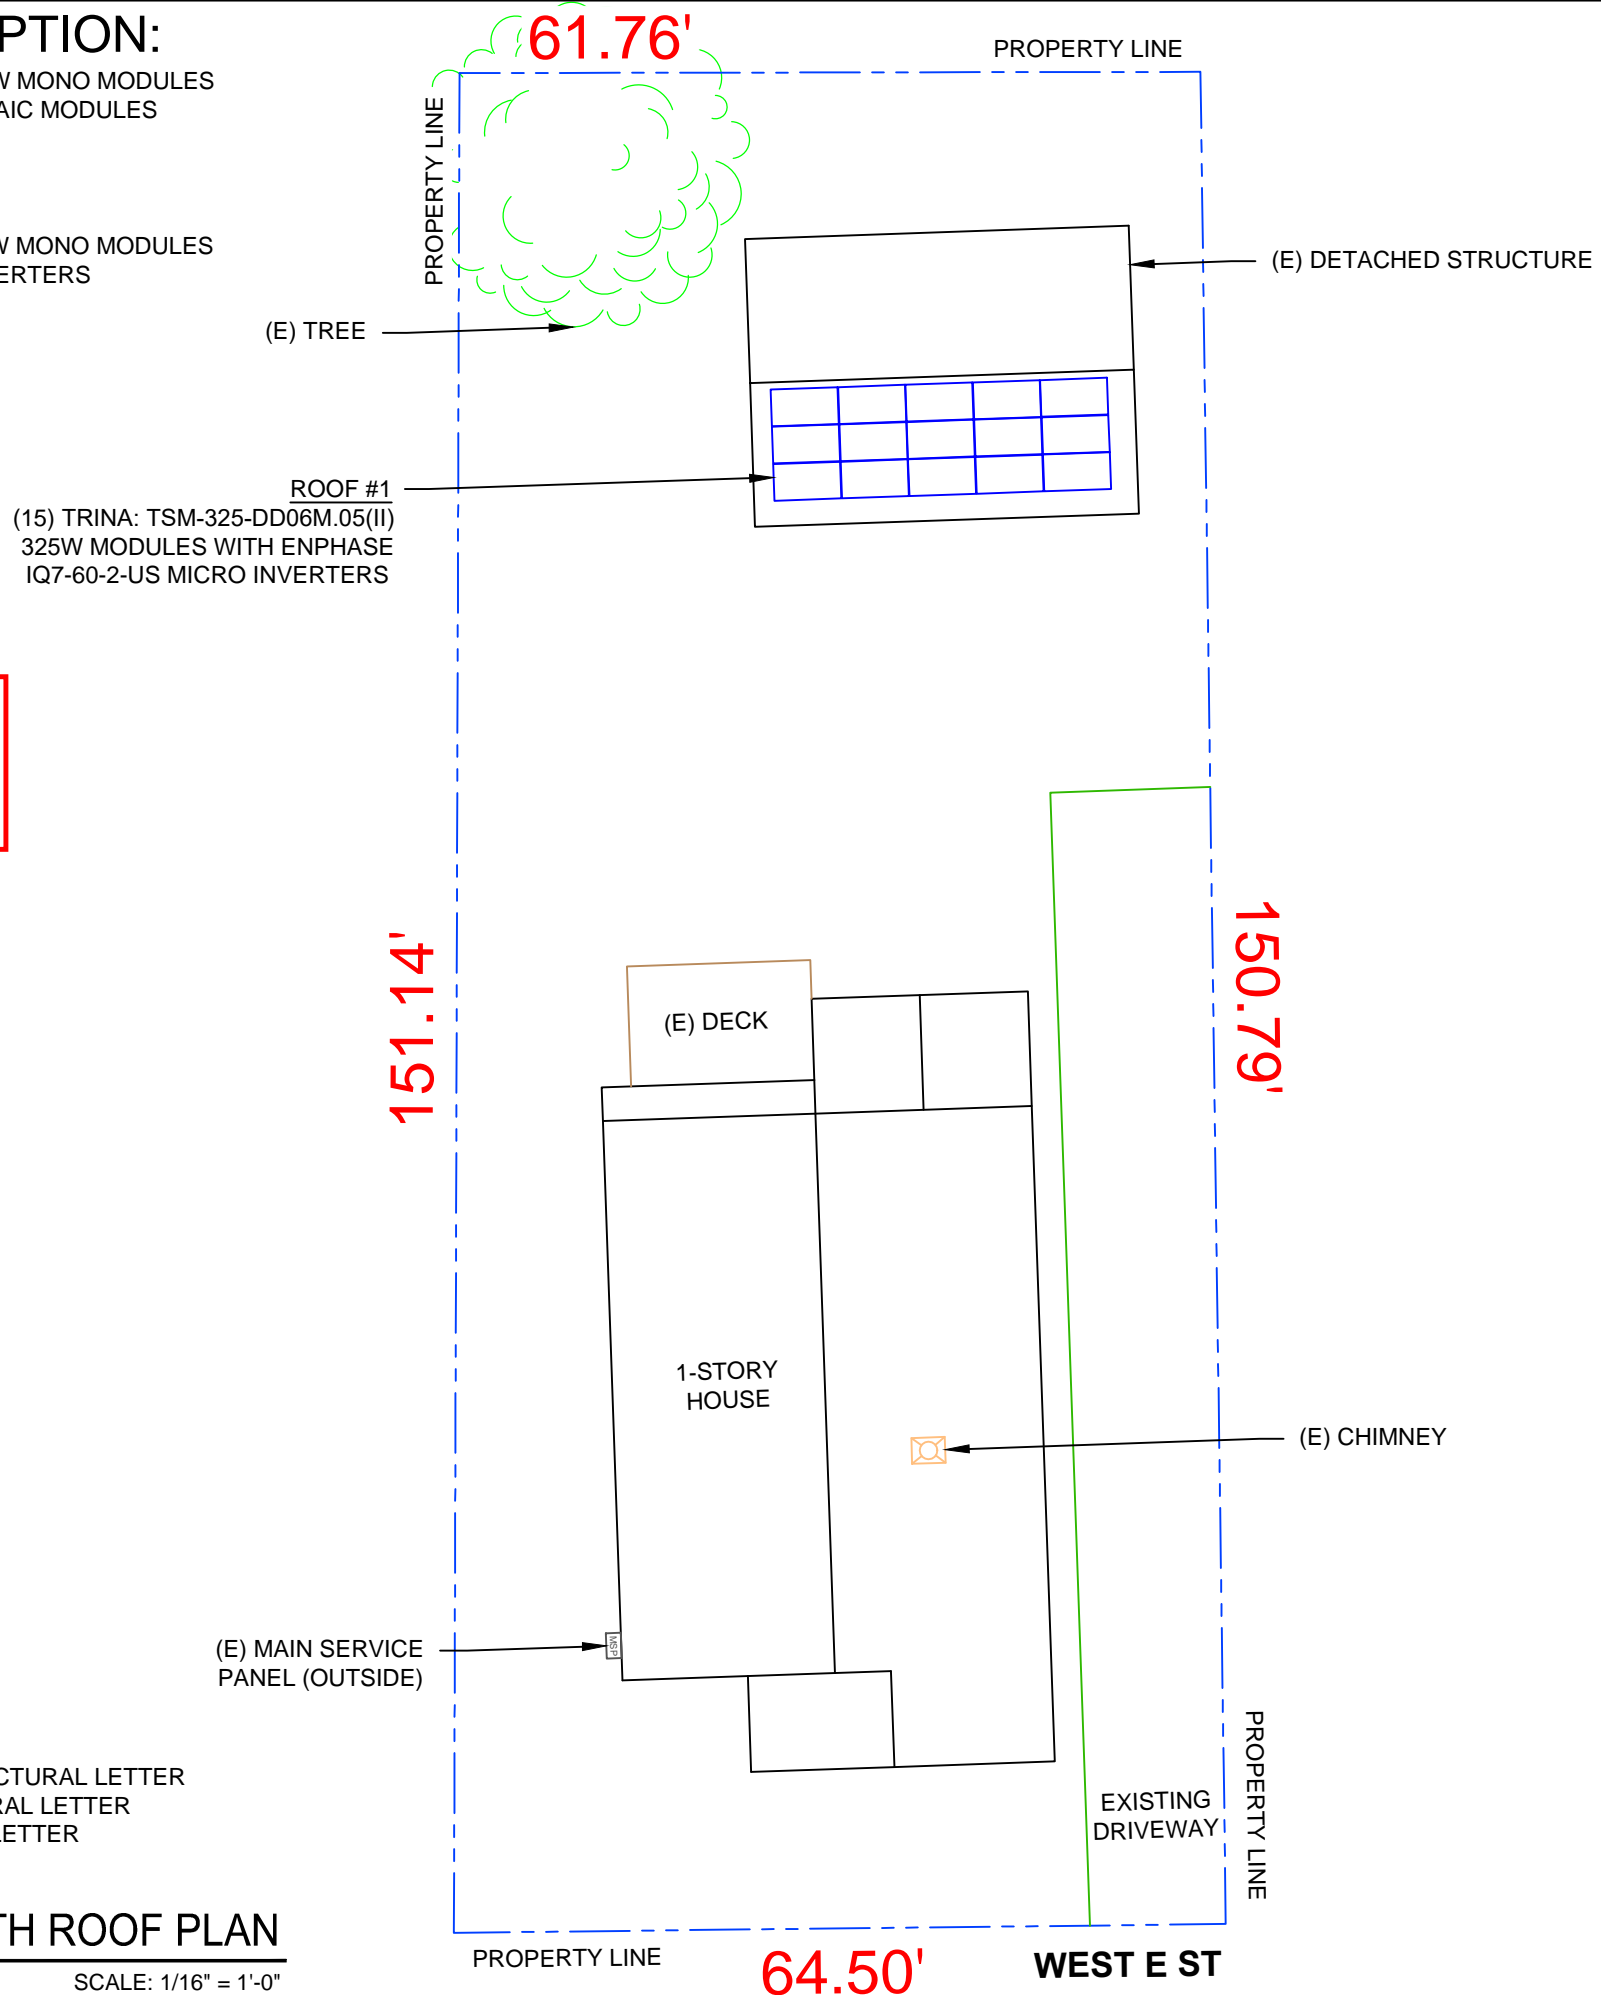 PTION:
W MONO MODULES
AIC MODULES
W MONO MODULES
ERTERS
61.76'
PROPERTY LINE
PROPERTY LINE
(E) DETACHED STRUCTURE
(E) TREE
ROOF #1
(15) TRINA: TSM-325-DD06M.05(II)
325W MODULES WITH ENPHASE
IQ7-60-2-US MICRO INVERTERS
151.14'
150.79'
(E) DECK
1-STORY
HOUSE
(E) CHIMNEY
(E) MAIN SERVICE
PANEL (OUTSIDE)
MSP
EXISTING
DRIVEWAY
PROPERTY LINE
CTURAL LETTER
RAL LETTER
LETTER
TH ROOF PLAN
SCALE: 1/16" = 1'-0"
PROPERTY LINE
64.50'
WEST E ST